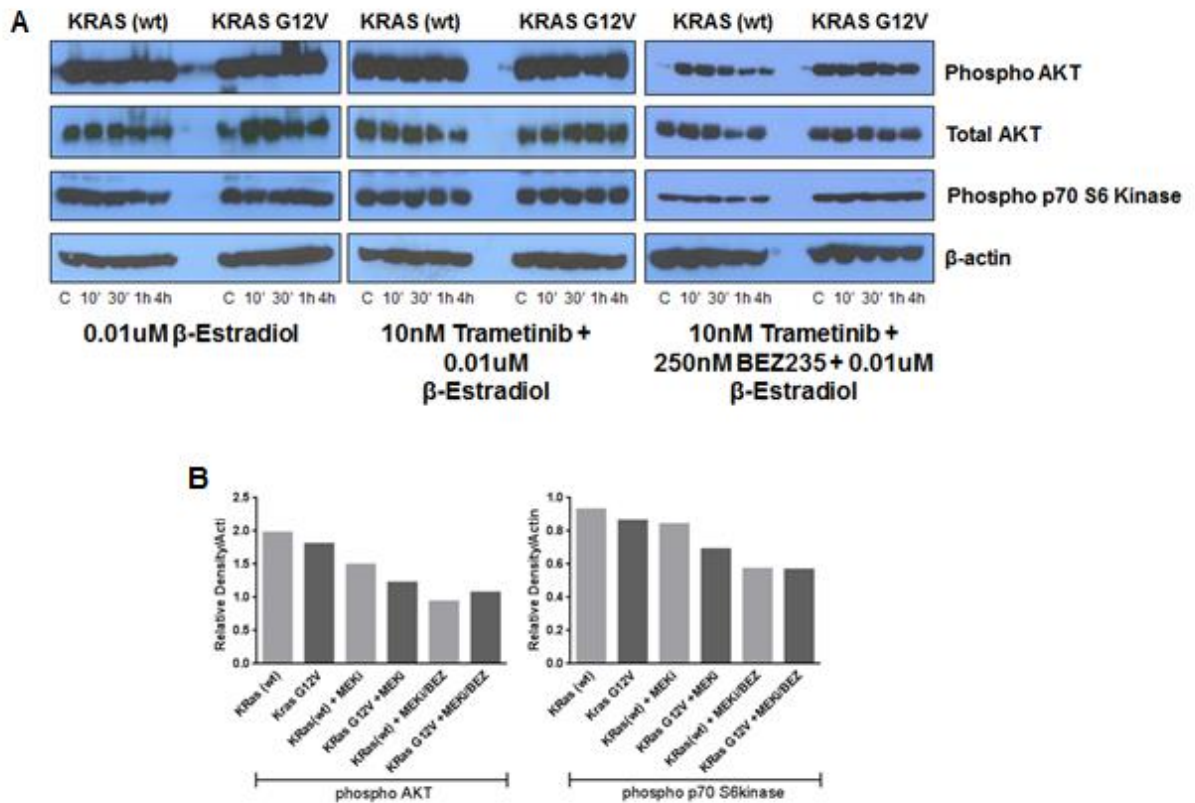 A
KRAS (wt) KRAS G12V KRAS (wt) KRAS G12V KRAS (wt) KRAS G12V
Phospho AKT
Total AKT
Phospho p70 S6 Kinase
β-actin
C 10' 30' 1h 4h C 10' 30' 1h 4h C 10' 30' 1h 4h C 10' 30' 1h 4h C 10' 30' 1h 4h C 10' 30' 1h 4h
0.01uM β-Estradiol
10nM Trametinib +
0.01uM
β-Estradiol
10nM Trametinib +
250nM BEZ235 + 0.01uM
β-Estradiol
B
Relative Density/Acti
2.5
2.0
1.5
1.0
0.5
0.0
KRas (wt)
Kras G12V
KRas(wt) + MEKi
KRas G12V +MEKi
KRas(wt) + MEKi/BEZ
KRas G12V +MEKi/BEZ
phospho AKT
Relative Density/Actin
1.0
0.8
0.6
0.4
0.2
0.0
KRas (wt)
KRas G12V
KRas(wt) + MEKi
KRas G12V +MEKi
KRas(wt) + MEKi/BEZ
KRas G12V +MEKi/BEZ
phospho p70 S6kinase